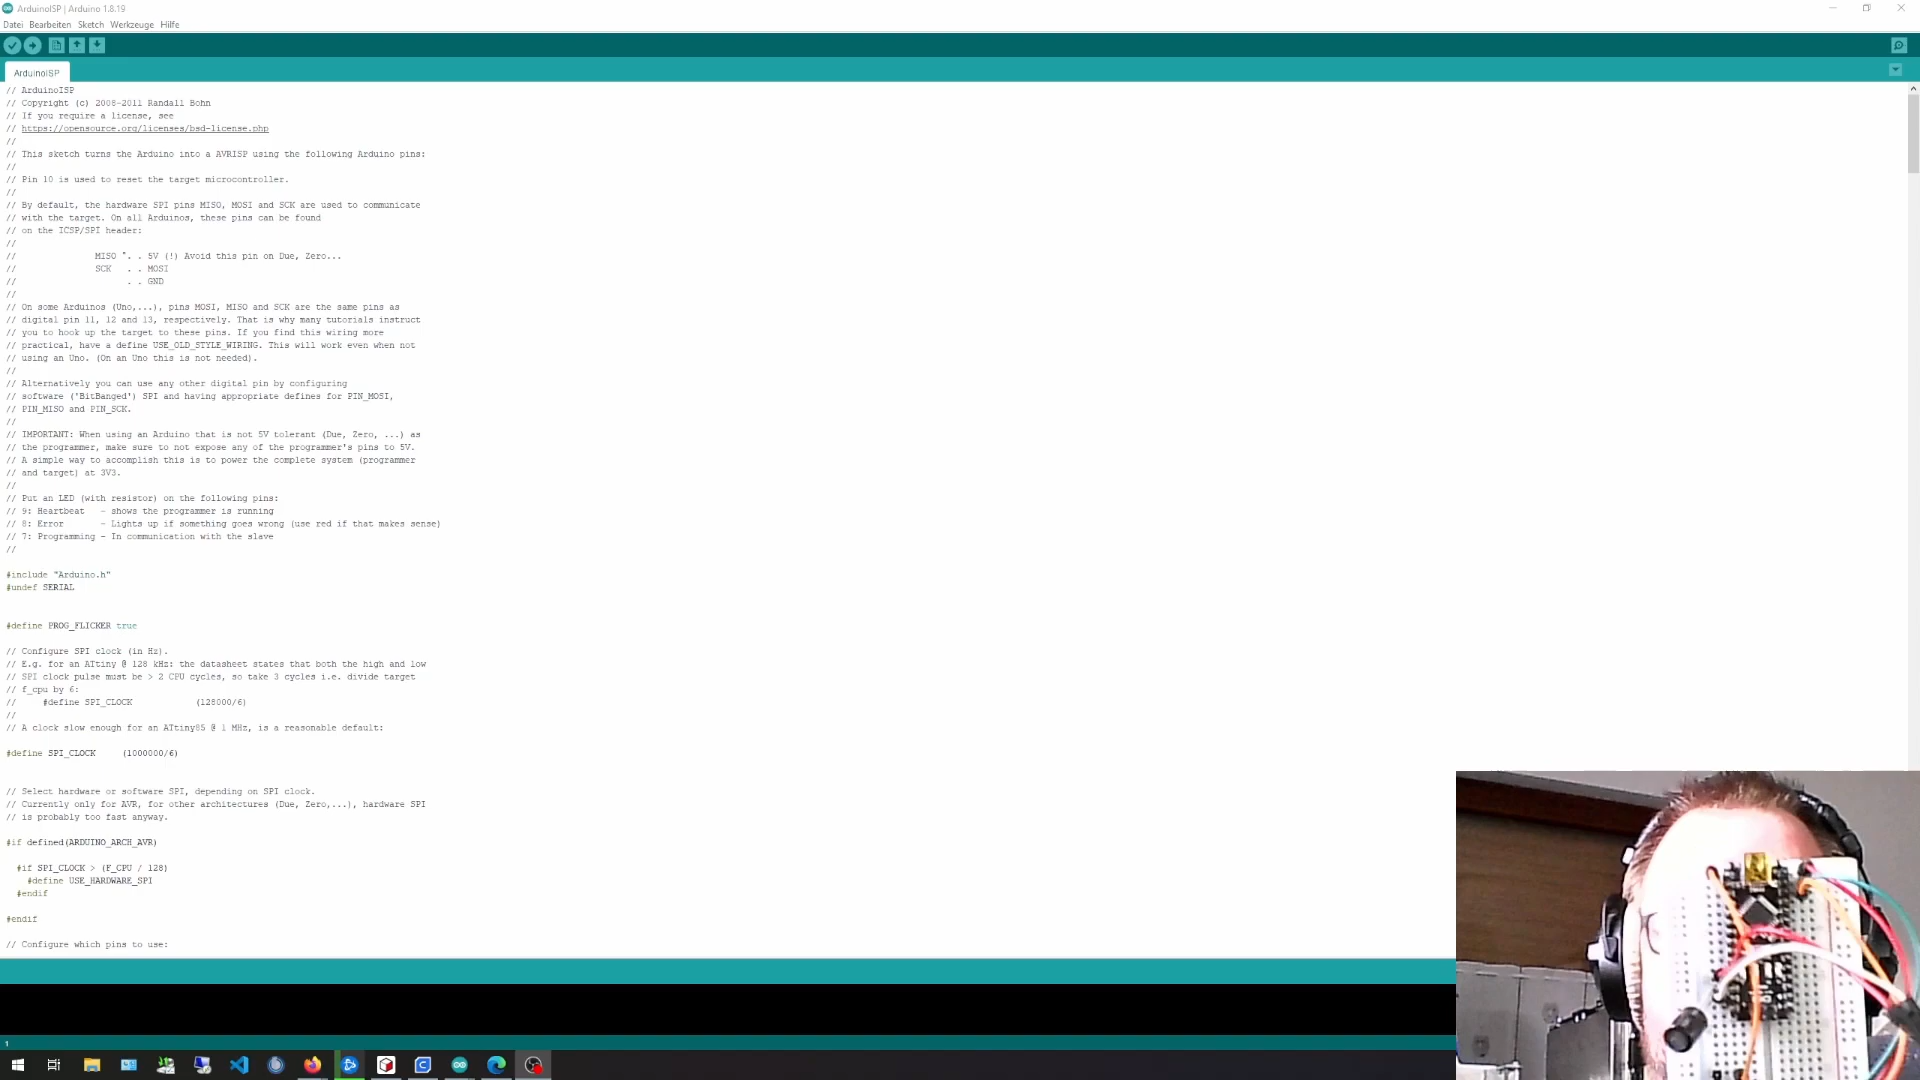 ArduinoISP | Arduino 1.8.19
Datei Bearbeiten Sketch Werkzeuge Hilfe
ArduinoISP
// ArduinoISP
// Copyright (c) 2008-2011 Randall Bohn
// If you require a license, see
// https://opensource.org/licenses/bsd-license.php
//
// This sketch turns the Arduino into a AVRISP using the following Arduino pins:
//
// Pin 10 is used to reset the target microcontroller.
//
// By default, the hardware SPI pins MISO, MOSI and SCK are used to communicate
// with the target. On all Arduinos, these pins can be found
// on the ICSP/SPI header:
//
// MISO °. . 5V (!) Avoid this pin on Due, Zero...
// SCK . . MOSI
// . . GND
//
// On some Arduinos (Uno,...), pins MOSI, MISO and SCK are the same pins as
// digital pin 11, 12 and 13, respectively. That is why many tutorials instruct
// you to hook up the target to these pins. If you find this wiring more
// practical, have a define USE_OLD_STYLE_WIRING. This will work even when not
// using an Uno. (On an Uno this is not needed).
//
// Alternatively you can use any other digital pin by configuring
// software ('BitBanged') SPI and having appropriate defines for PIN_MOSI,
// PIN_MISO and PIN_SCK.
//
// IMPORTANT: When using an Arduino that is not 5V tolerant (Due, Zero, ...) as
// the programmer, make sure to not expose any of the programmer's pins to 5V.
// A simple way to accomplish this is to power the complete system (programmer
// and target) at 3V3.
//
// Put an LED (with resistor) on the following pins:
// 9: Heartbeat - shows the programmer is running
// 8: Error - Lights up if something goes wrong (use red if that makes sense)
// 7: Programming - In communication with the slave
//
#include "Arduino.h"
#undef SERIAL
#define PROG_FLICKER true
// Configure SPI clock (in Hz).
// E.g. for an ATtiny @ 128 kHz: the datasheet states that both the high and low
// SPI clock pulse must be > 2 CPU cycles, so take 3 cycles i.e. divide target
// f_cpu by 6:
// #define SPI_CLOCK (128000/6)
//
// A clock slow enough for an ATtiny85 @ 1 MHz, is a reasonable default:
#define SPI_CLOCK (1000000/6)
// Select hardware or software SPI, depending on SPI clock.
// Currently only for AVR, for other architectures (Due, Zero,...), hardware SPI
// is probably too fast anyway.
#if defined(ARDUINO_ARCH_AVR)
#if SPI_CLOCK > (F_CPU / 128)
#define USE_HARDWARE_SPI
#endif
#endif
// Configure which pins to use:
1